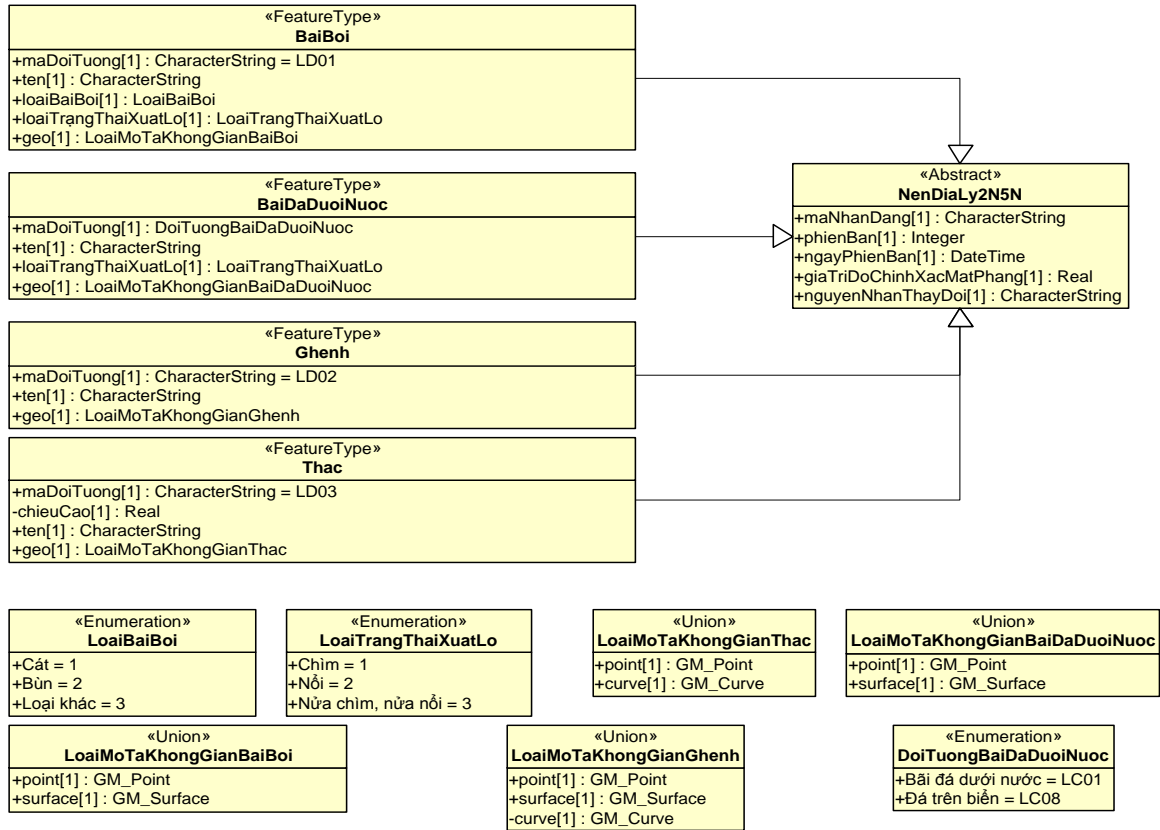 «FeatureType»
BaiBoi
+maDoiTuong[1] : CharacterString = LD01
+ten[1] : CharacterString
+loaiBaiBoi[1] : LoaiBaiBoi
+loaiTrạngThaiXuatLo[1] : LoaiTrangThaiXuatLo
+geo[1] : LoaiMoTaKhongGianBaiBoi
«FeatureType»
BaiDaDuoiNuoc
+maDoiTuong[1] : DoiTuongBaiDaDuoiNuoc
+ten[1] : CharacterString
+loaiTrangThaiXuatLo[1] : LoaiTrangThaiXuatLo
+geo[1] : LoaiMoTaKhongGianBaiDaDuoiNuoc
«FeatureType»
Ghenh
+maDoiTuong[1] : CharacterString = LD02
+ten[1] : CharacterString
+geo[1] : LoaiMoTaKhongGianGhenh
«FeatureType»
Thac
+maDoiTuong[1] : CharacterString = LD03
-chieuCao[1] : Real
+ten[1] : CharacterString
+geo[1] : LoaiMoTaKhongGianThac
«Abstract»
NenDiaLy2N5N
+maNhanDang[1] : CharacterString
+phienBan[1] : Integer
+ngayPhienBan[1] : DateTime
+giaTriDoChinhXacMatPhang[1] : Real
+nguyenNhanThayDoi[1] : CharacterString
«Enumeration»
LoaiBaiBoi
+Cát = 1
+Bùn = 2
+Loại khác = 3
«Enumeration»
LoaiTrangThaiXuatLo
+Chìm = 1
+Nổi = 2
+Nửa chìm, nửa nổi = 3
«Union»
LoaiMoTaKhongGianThac
+point[1] : GM_Point
+curve[1] : GM_Curve
«Union»
LoaiMoTaKhongGianBaiDaDuoiNuoc
+point[1] : GM_Point
+surface[1] : GM_Surface
«Union»
LoaiMoTaKhongGianBaiBoi
+point[1] : GM_Point
+surface[1] : GM_Surface
«Union»
LoaiMoTaKhongGianGhenh
+point[1] : GM_Point
+surface[1] : GM_Surface
-curve[1] : GM_Curve
«Enumeration»
DoiTuongBaiDaDuoiNuoc
+Bãi đá dưới nước = LC01
+Đá trên biển = LC08